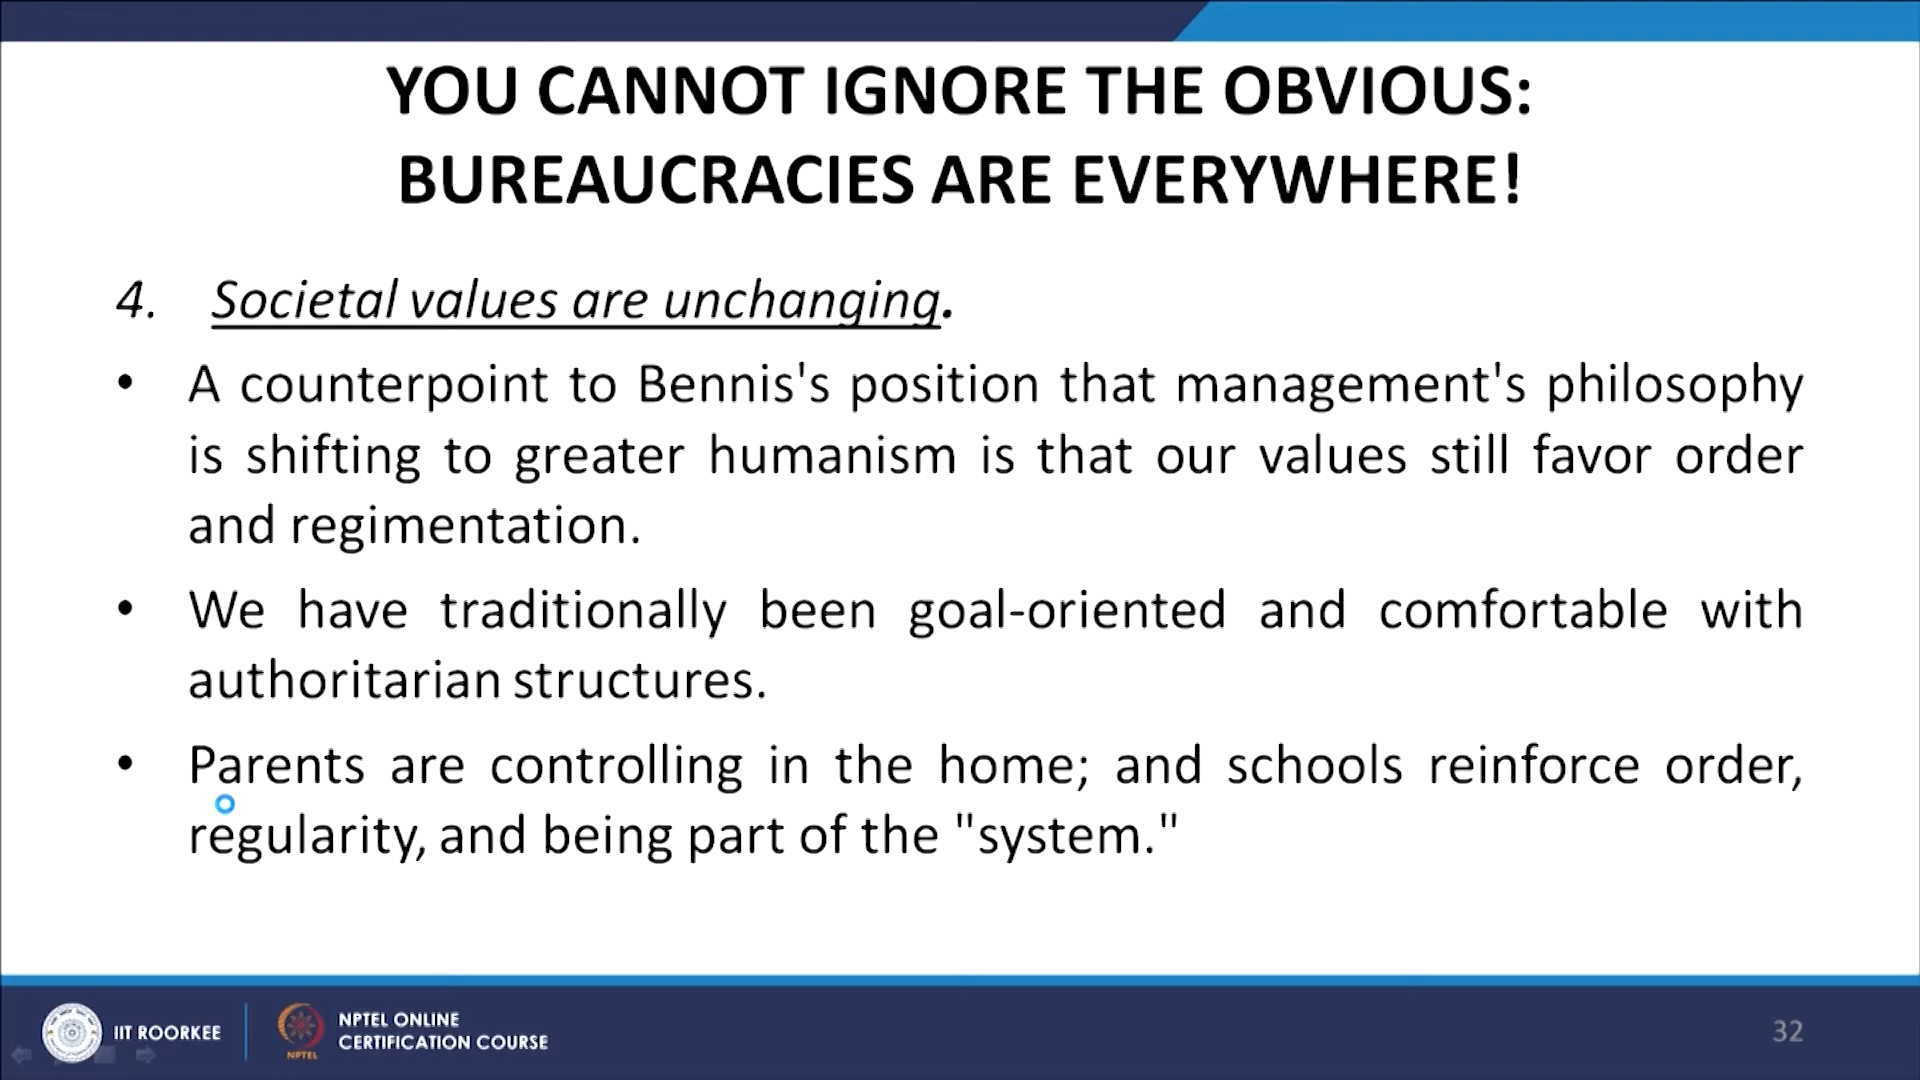 YOU CANNOT IGNORE THE OBVIOUS:
BUREAUCRACIES ARE EVERYWHERE!
4. Societal values are unchanging.
• A counterpoint to Bennis's position that management's philosophy
is shifting to greater humanism is that our values still favor order
and regimentation.
• We have traditionally been goal-oriented and comfortable with
authoritarian structures.
• Parents are controlling in the home; and schools reinforce order,
regularity, and being part of the "system."
IIT ROORKEE
NPTEL
NPTEL ONLINE
CERTIFICATION COURSE
32